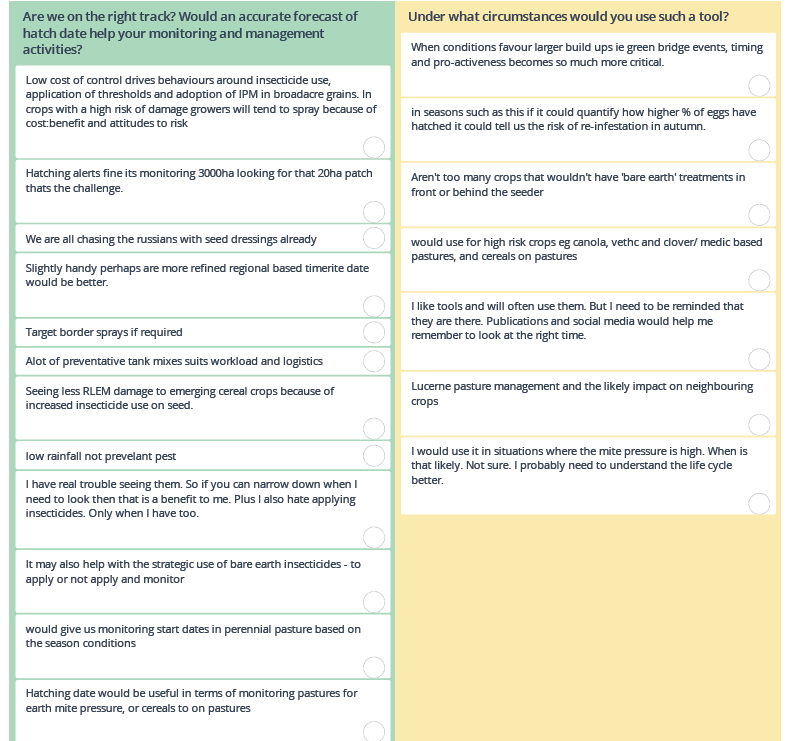 Are we on the right track? Would an accurate forecast of
hatch date help your monitoring and management
activities?
Low cost of control drives behaviours around insecticide use,
application of thresholds and adoption of IPM in broadacre grains. In
crops with a high risk of damage growers will tend to spray because of
cost:benefit and attitudes to risk
Hatching alerts fine its monitoring 3000ha looking for that 20ha patch
thats the challenge.
We are all chasing the russians with seed dressings already
Slightly handy perhaps are more refined regional based timerite date
would be better.
Target border sprays if required
Alot of preventative tank mixes suits workload and logistics
Seeing less RLEM damage to emerging cereal crops because of
increased insecticide use on seed.
low rainfall not prevelant pest
I have real trouble seeing them. So if you can narrow down when I
need to look then that is a benefit to me. Plus I also hate applying
insecticides. Only when I have too.
It may also help with the strategic use of bare earth insecticides - to
apply or not apply and monitor
would give us monitoring start dates in perennial pasture based on
the season conditions
Hatching date would be useful in terms of monitoring pastures for
earth mite pressure, or cereals to on pastures
Under what circumstances would you use such a tool?
When conditions favour larger build ups ie green bridge events, timing
and pro-activeness becomes so much more critical.
in seasons such as this if it could quantify how higher % of eggs have
hatched it could tell us the risk of re-infestation in autumn.
Aren't too many crops that wouldn't have 'bare earth' treatments in
front or behind the seeder
would use for high risk crops eg canola, vethc and clover/ medic based
pastures, and cereals on pastures
I like tools and will often use them. But I need to be reminded that
they are there. Publications and social media would help me
remember to look at the right time.
Lucerne pasture management and the likely impact on neighbouring
crops
I would use it in situations where the mite pressure is high. When is
that likely. Not sure. I probably need to understand the life cycle
better.